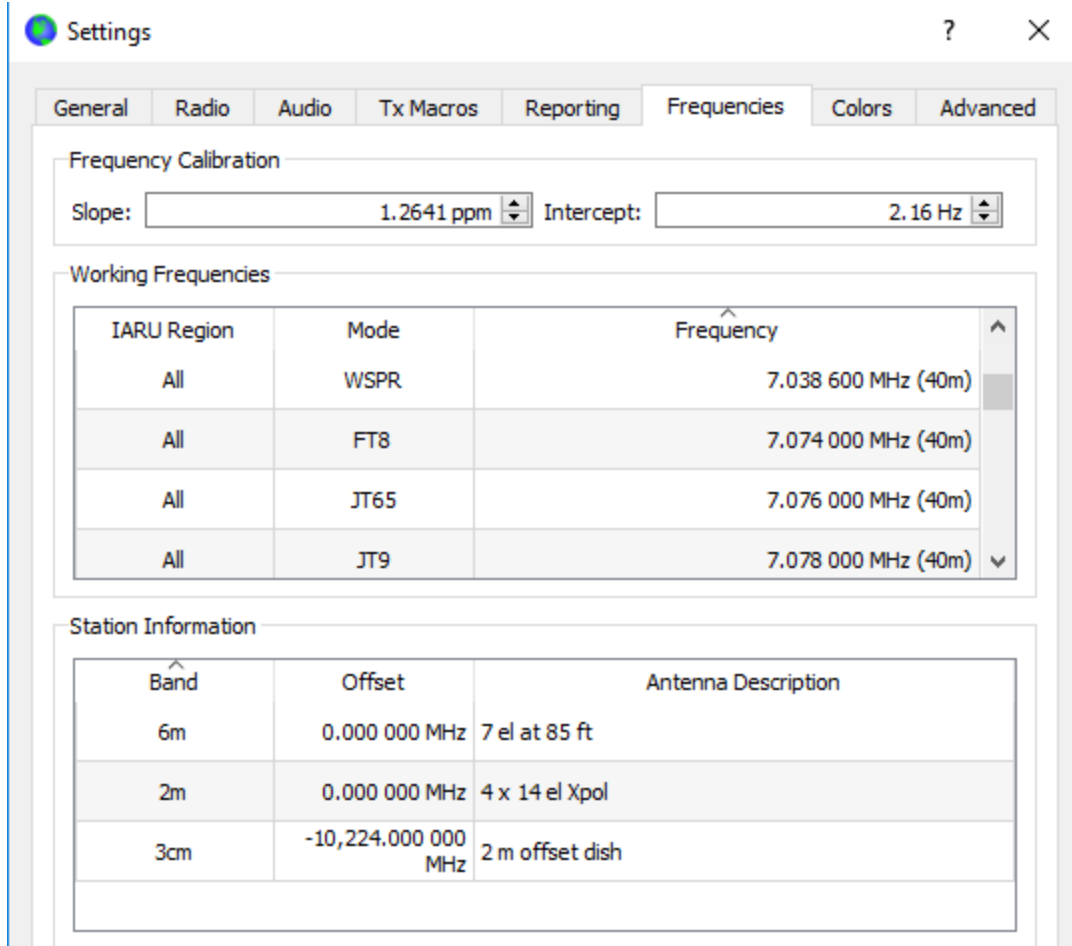 Settings ?
General Radio Audio Tx Macros Reporting Frequencies Colors Advanced
Frequency Calibration
Slope: 1.2641 ppm Intercept: 2.16 Hz
Working Frequencies
IARU Region Mode Frequency
All WSPR 7.038 600 MHz (40m)
All FT8 7.074 000 MHz (40m)
All JT65 7.076 000 MHz (40m)
All JT9 7.078 000 MHz (40m)
Station Information
Band Offset Antenna Description
6m 0.000 000 MHz 7 el at 85 ft
2m 0.000 000 MHz 4 x 14 el Xpol
3cm -10,224.000 000 MHz 2 m offset dish